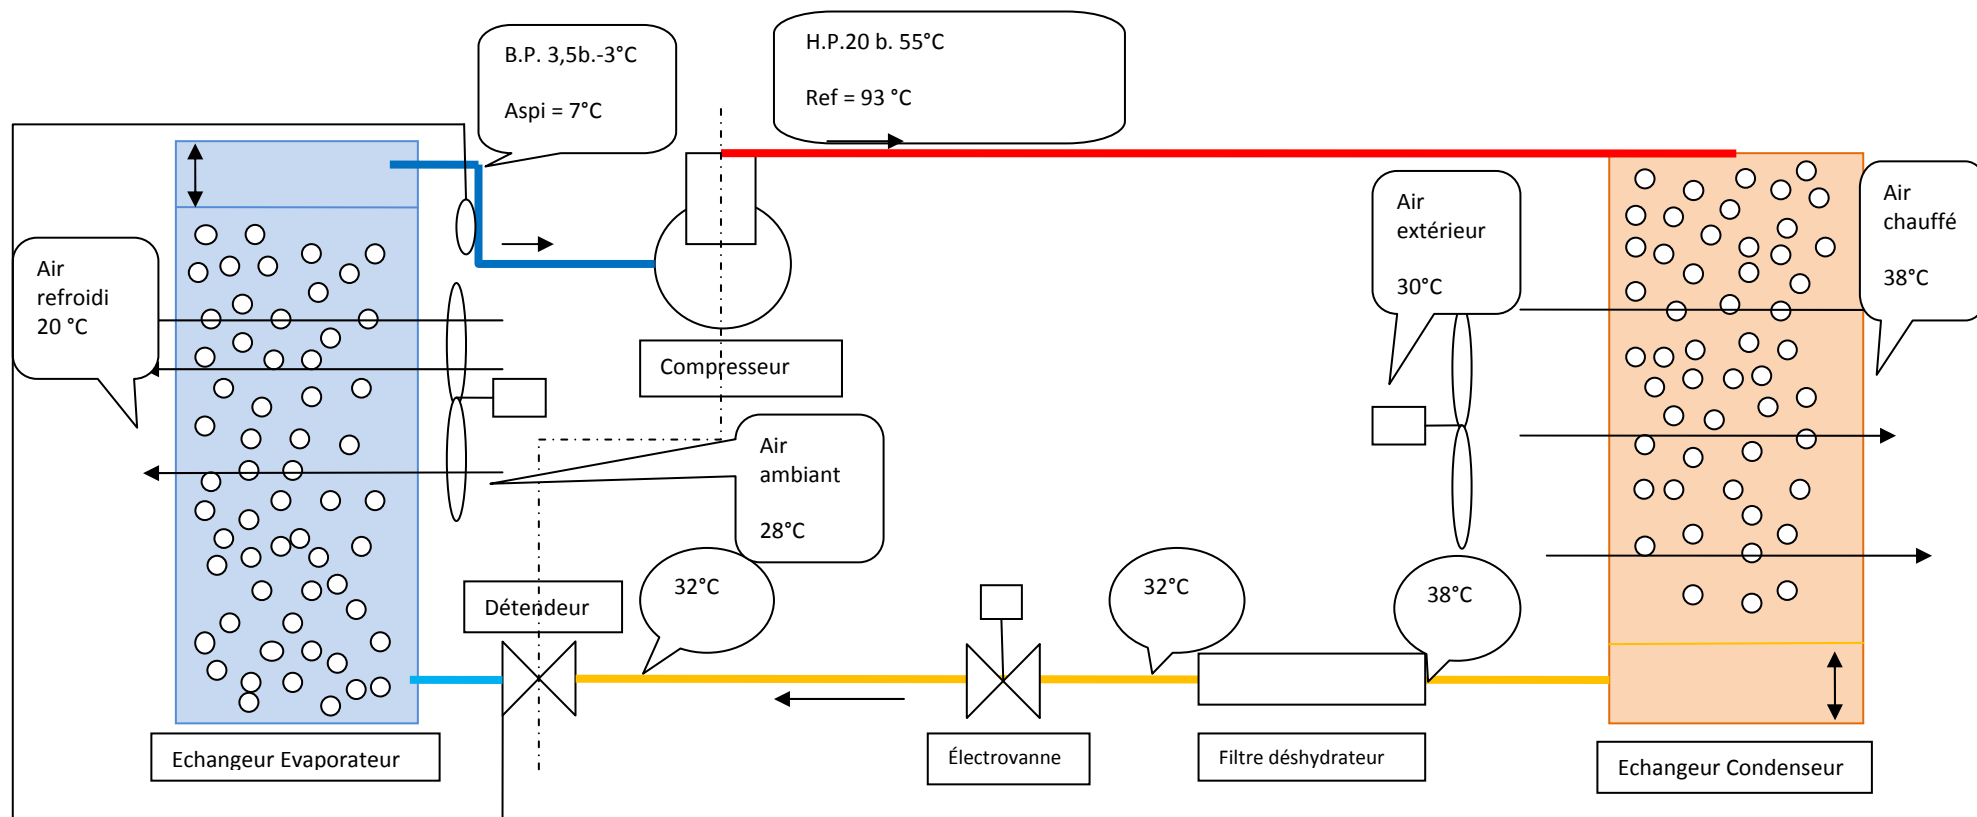 B.P. 3,5b.-3°C
Aspi = 7°C
H.P.20 b. 55°C
Ref = 93 °C
Air
extérieur
30°C
Air
chauffé
38°C
Air
refroidi
20 °C
Compresseur
Air
ambiant
28°C
Détendeur
32°C
32°C
38°C
Echangeur Evaporateur
Électrovanne
Filtre déshydrateur
Echangeur Condenseur